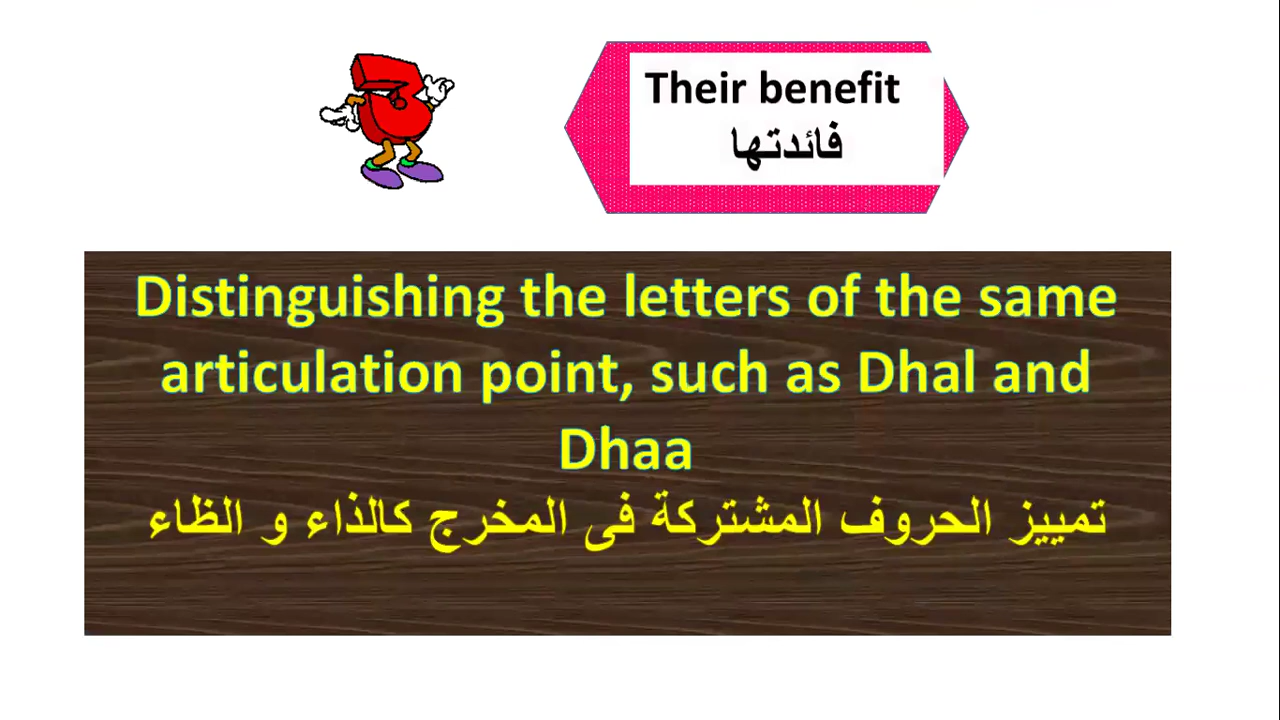 Their benefit
فائدتها
Distinguishing the letters of the same
articulation point, such as Dhal and
Dhaa
تمييز الحروف المشتركة فى المخرج كالذاء و الظاء